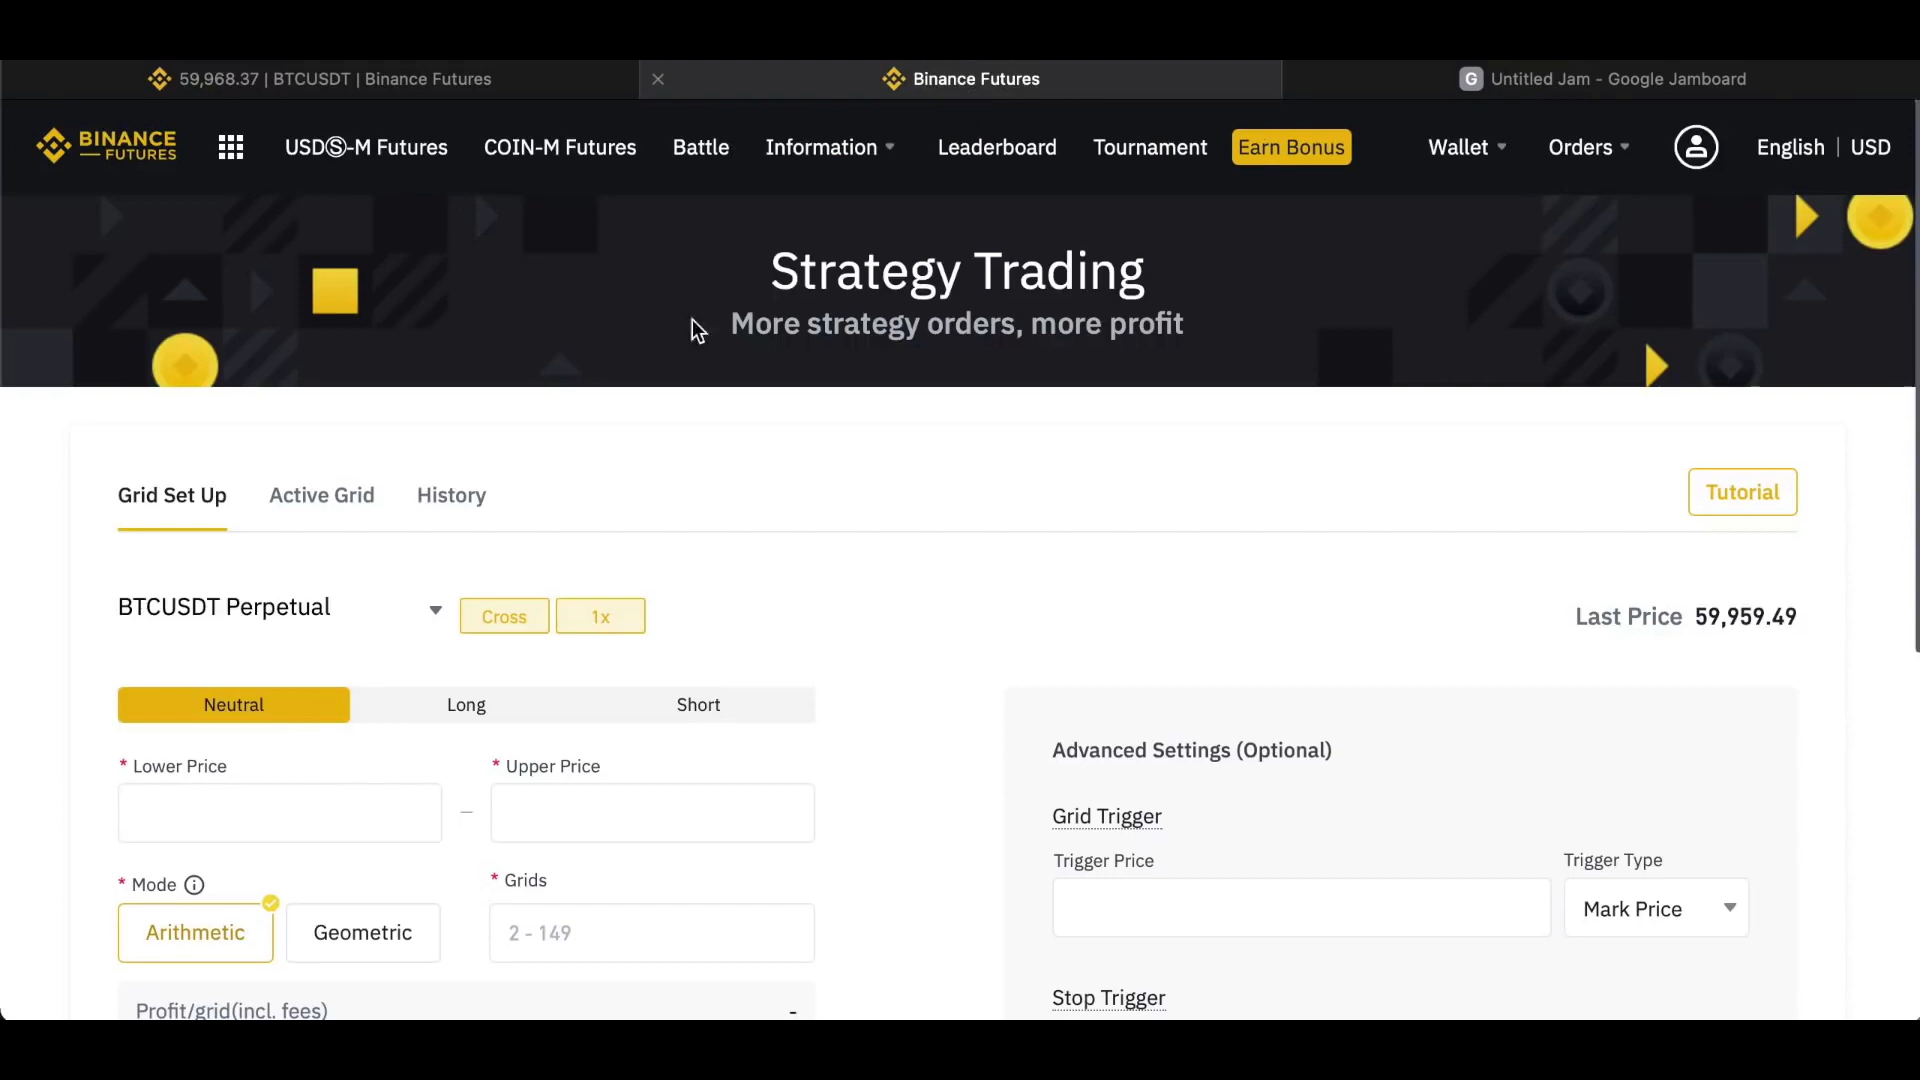 59,968.37 | BTCUSDT | Binance Futures
Binance Futures
G Untitled Jam - Google Jamboard
BINANCE
FUTURES
USDⓈ-M Futures
COIN-M Futures
Battle
Information
Leaderboard
Tournament
Earn Bonus
Wallet
Orders
English | USD
Strategy Trading
More strategy orders, more profit
Grid Set Up
Active Grid
History
Tutorial
BTCUSDT Perpetual
Cross
1x
Last Price 59,959.49
Neutral
Long
Short
* Lower Price
* Upper Price
–
* Mode
* Grids
Arithmetic
Geometric
2 - 149
Profit/grid(incl. fees)
-
Advanced Settings (Optional)
Grid Trigger
Trigger Price
Trigger Type
Mark Price
Stop Trigger